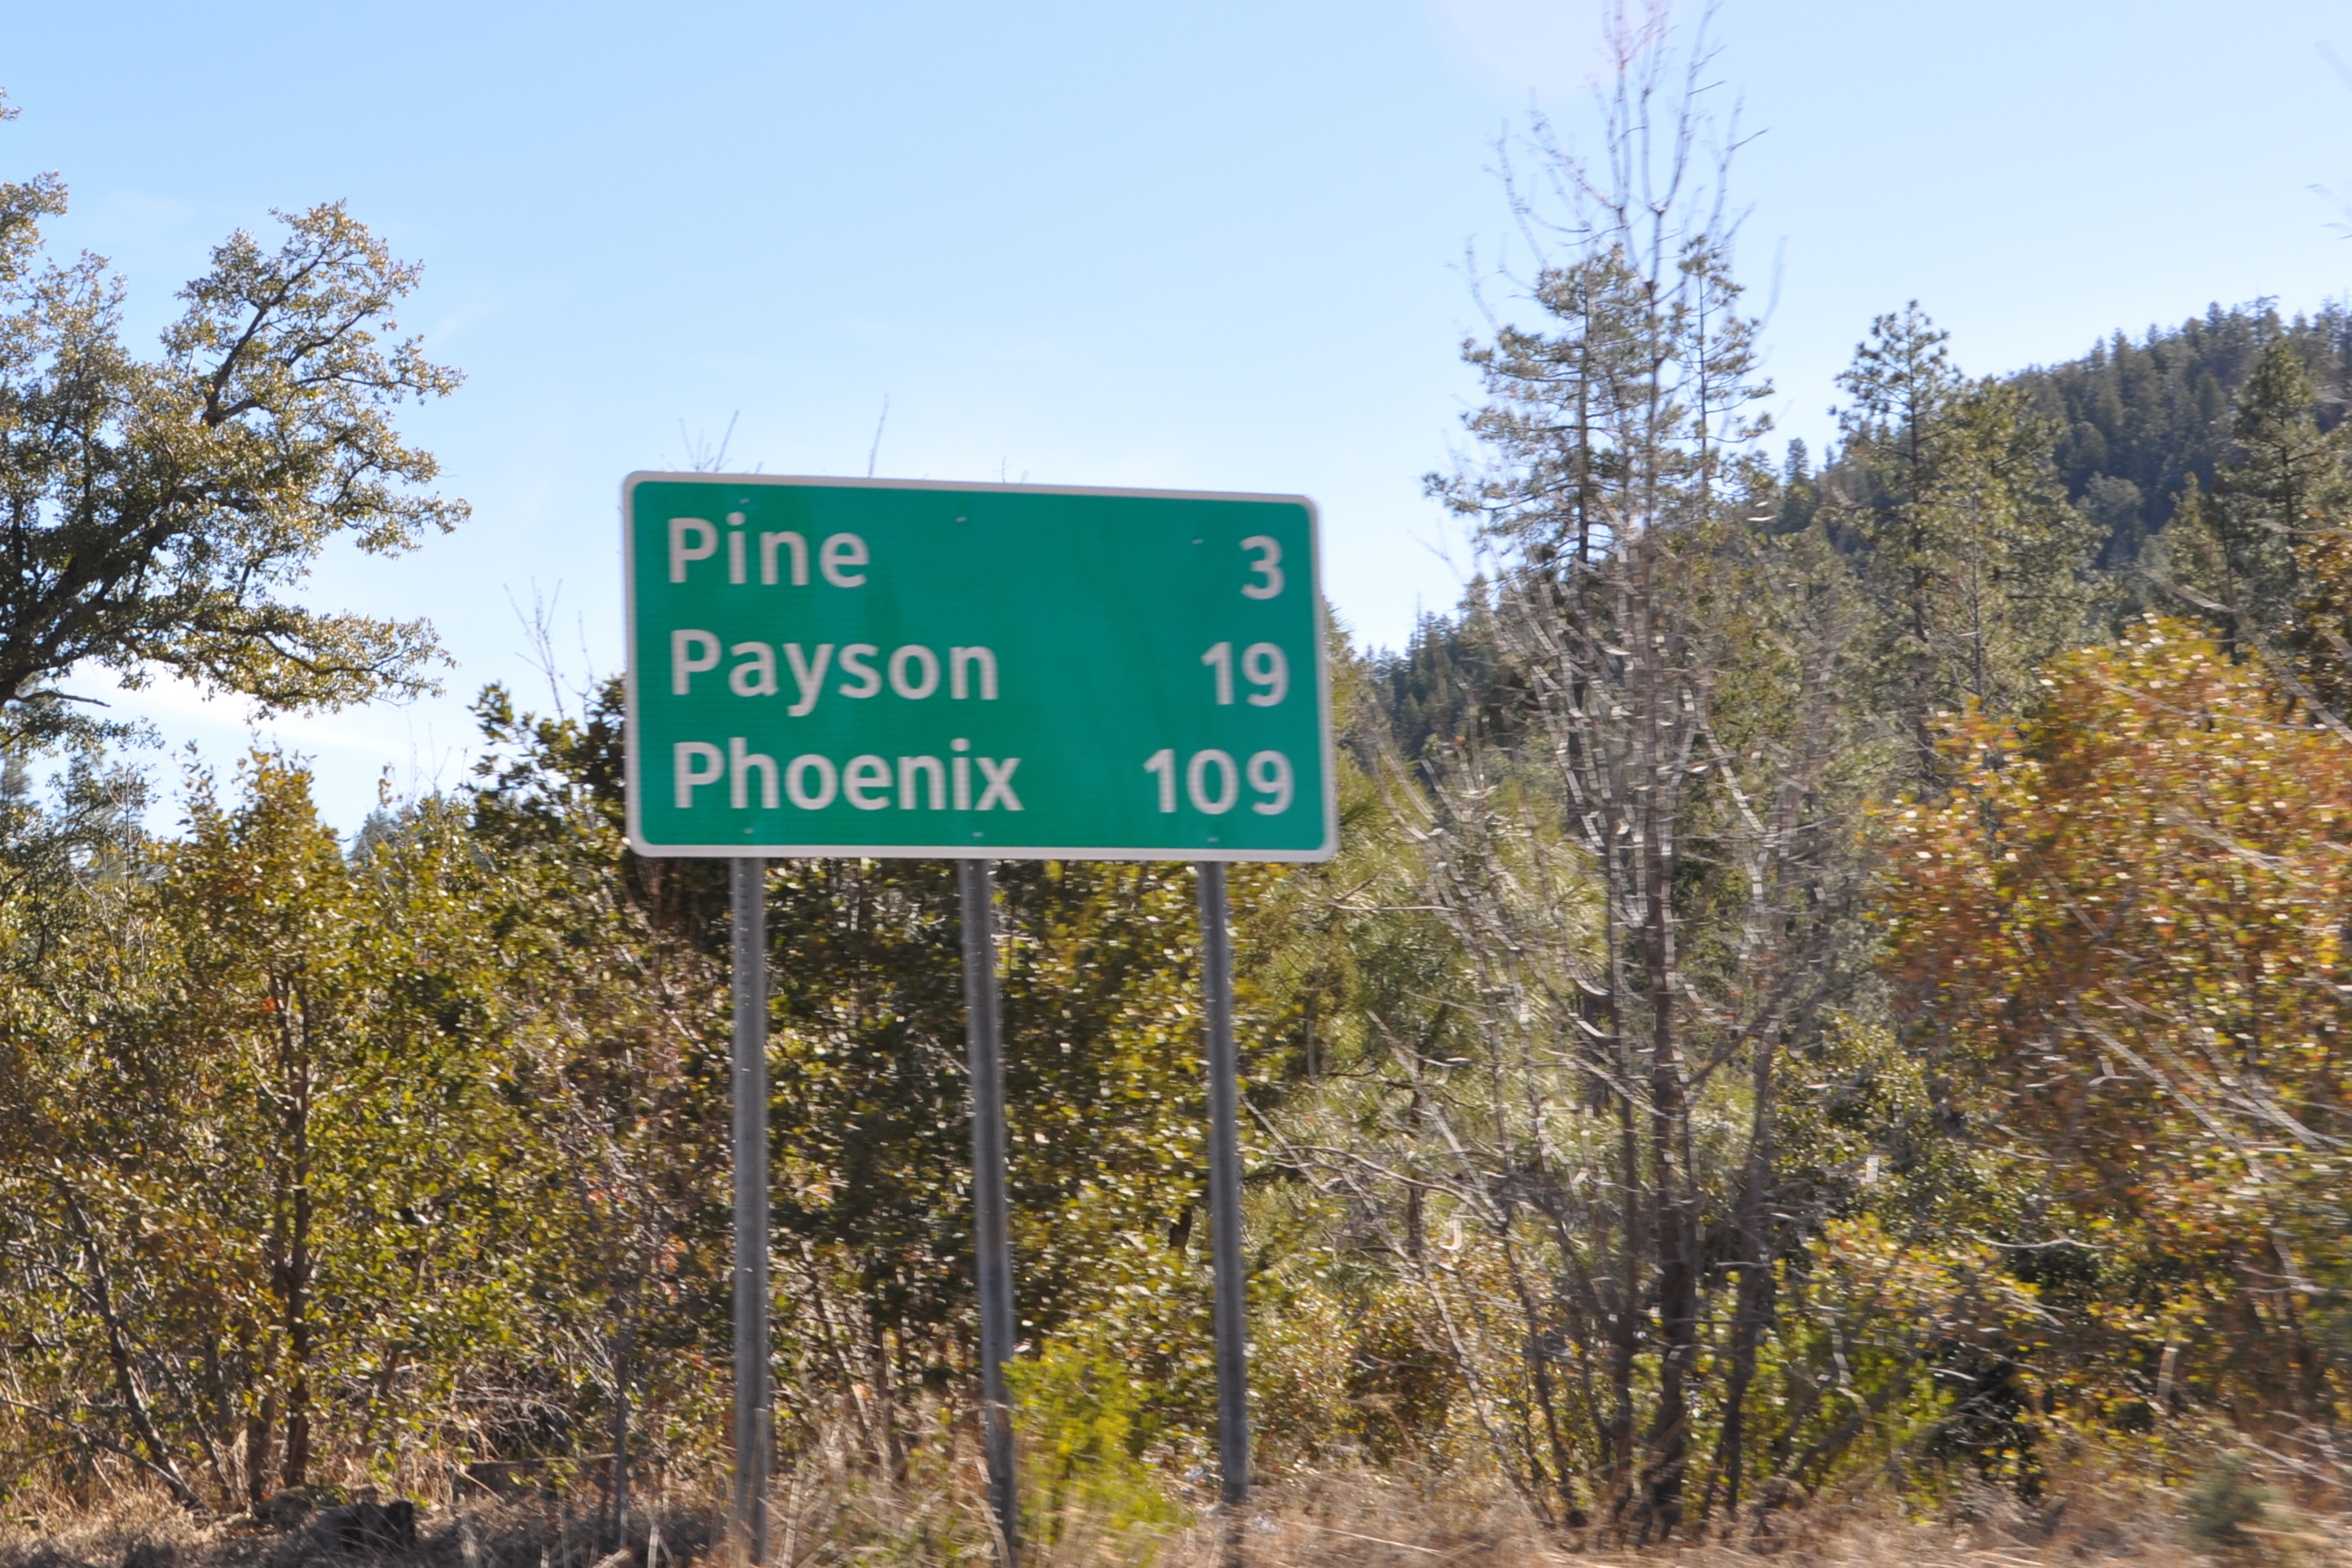 Pine 3
Payson 19
Phoenix 109